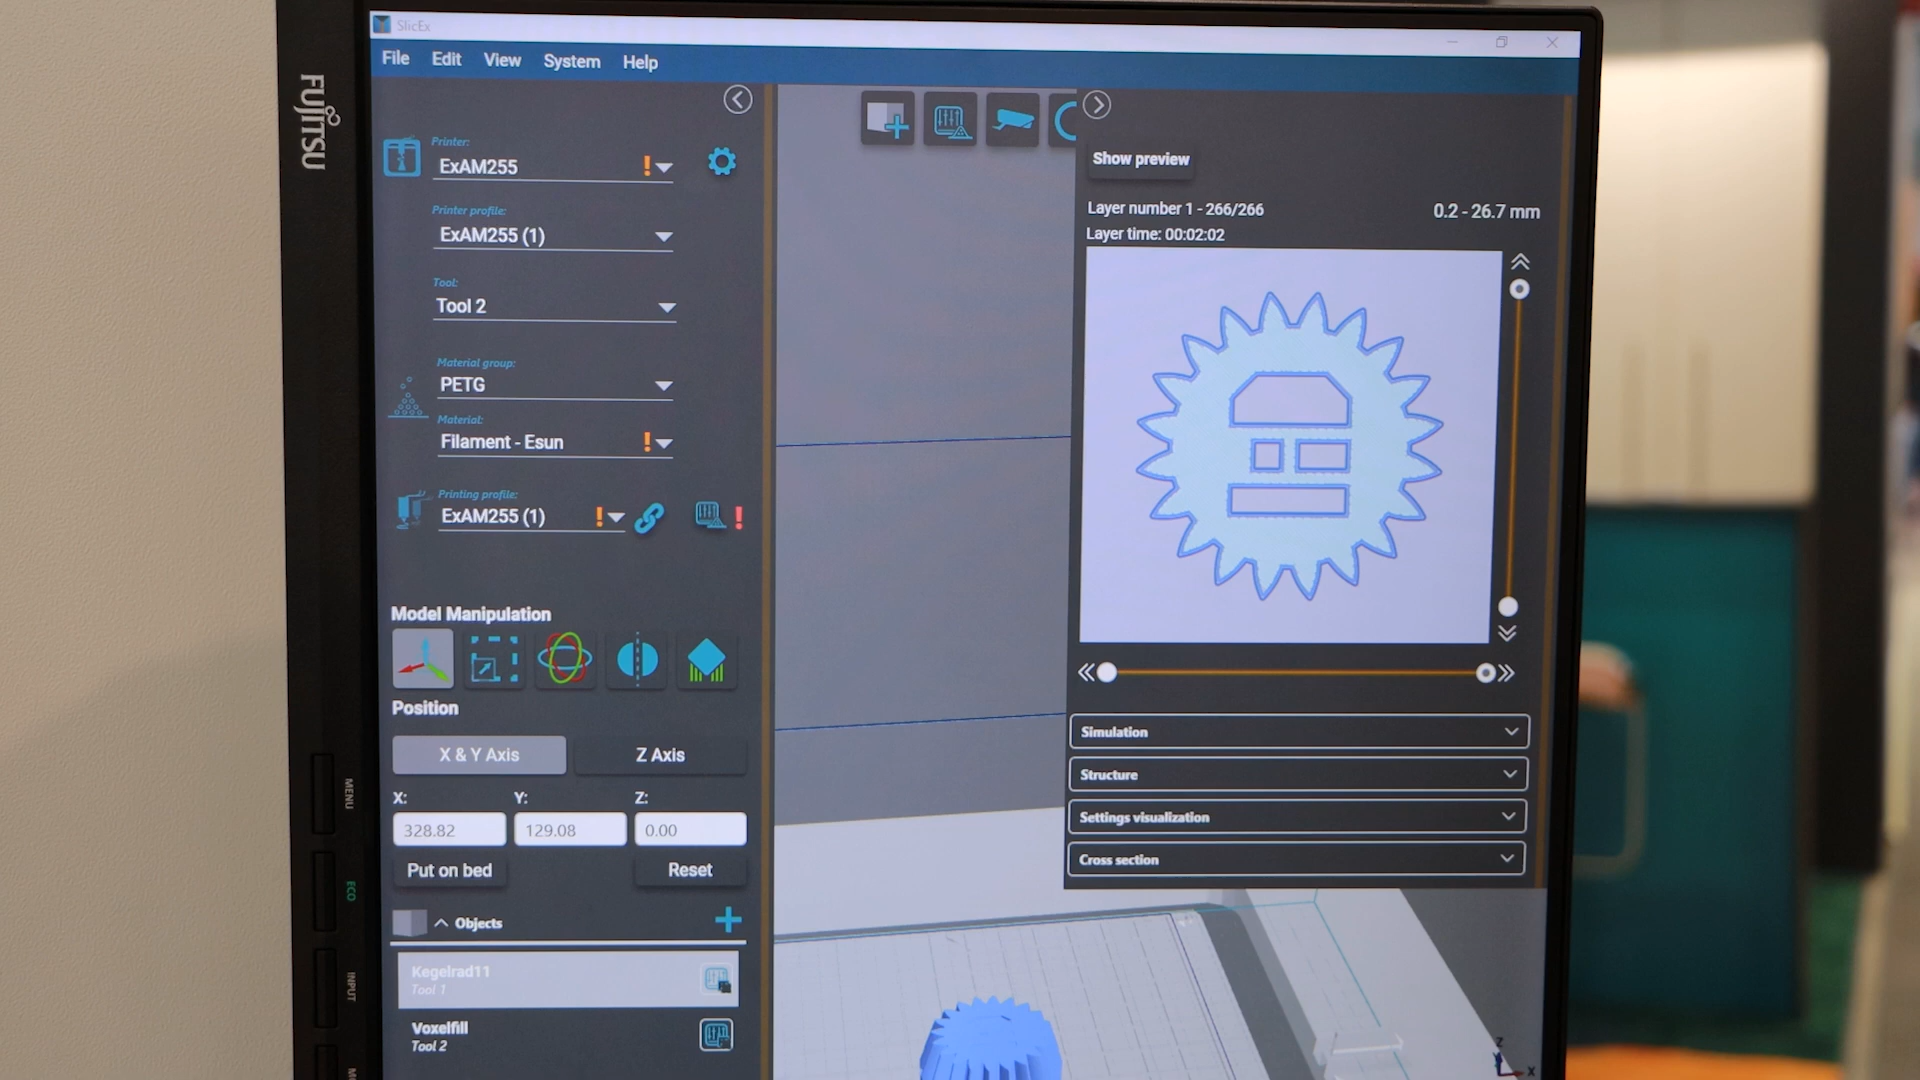 SlicEx
File Edit View System Help
FUJITSU
Printer:
ExAM255 !
Printer profile:
ExAM255 (1)
Tool:
Tool 2
Material group:
PETG
Material:
Filament - Esun !
Printing profile:
ExAM255 (1) ! !
Model Manipulation
Position
X & Y Axis Z Axis
X: Y: Z:
328.82 129.08 0.00
Put on bed Reset
Objects
Kegelrad11
Tool 1
Voxelfill
Tool 2
Show preview
Layer number 1 - 266/266 0.2 - 26.7 mm
Layer time: 00:02:02
Simulation
Structure
Settings visualization
Cross section
Z
X
MENU
ECO
INPUT